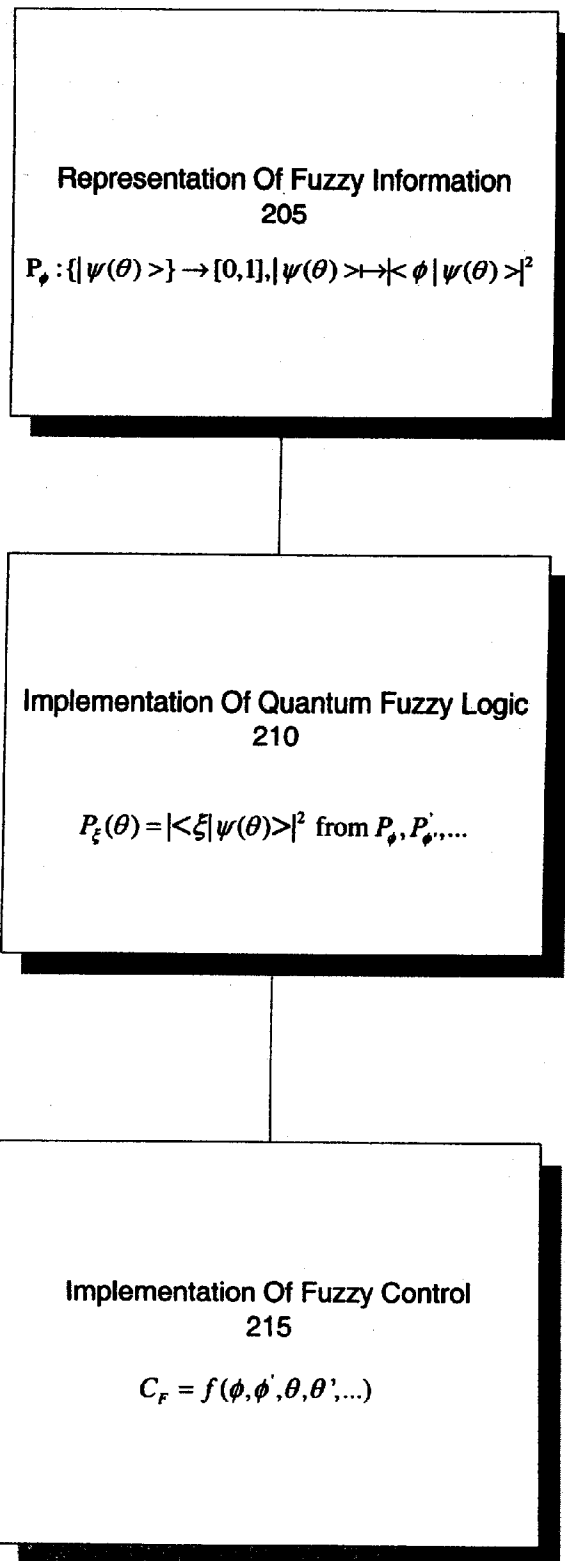 Representation Of Fuzzy Information
205
P_ϕ :{| ψ(θ) >} → [0,1],| ψ(θ) >↦|< ϕ | ψ(θ) >|²
Implementation Of Quantum Fuzzy Logic
210
P_ξ(θ) = |<ξ| ψ(θ)>|² from P_ϕ, P_ϕ'',...
Implementation Of Fuzzy Control
215
C_F = f(ϕ,ϕ',θ,θ',...)